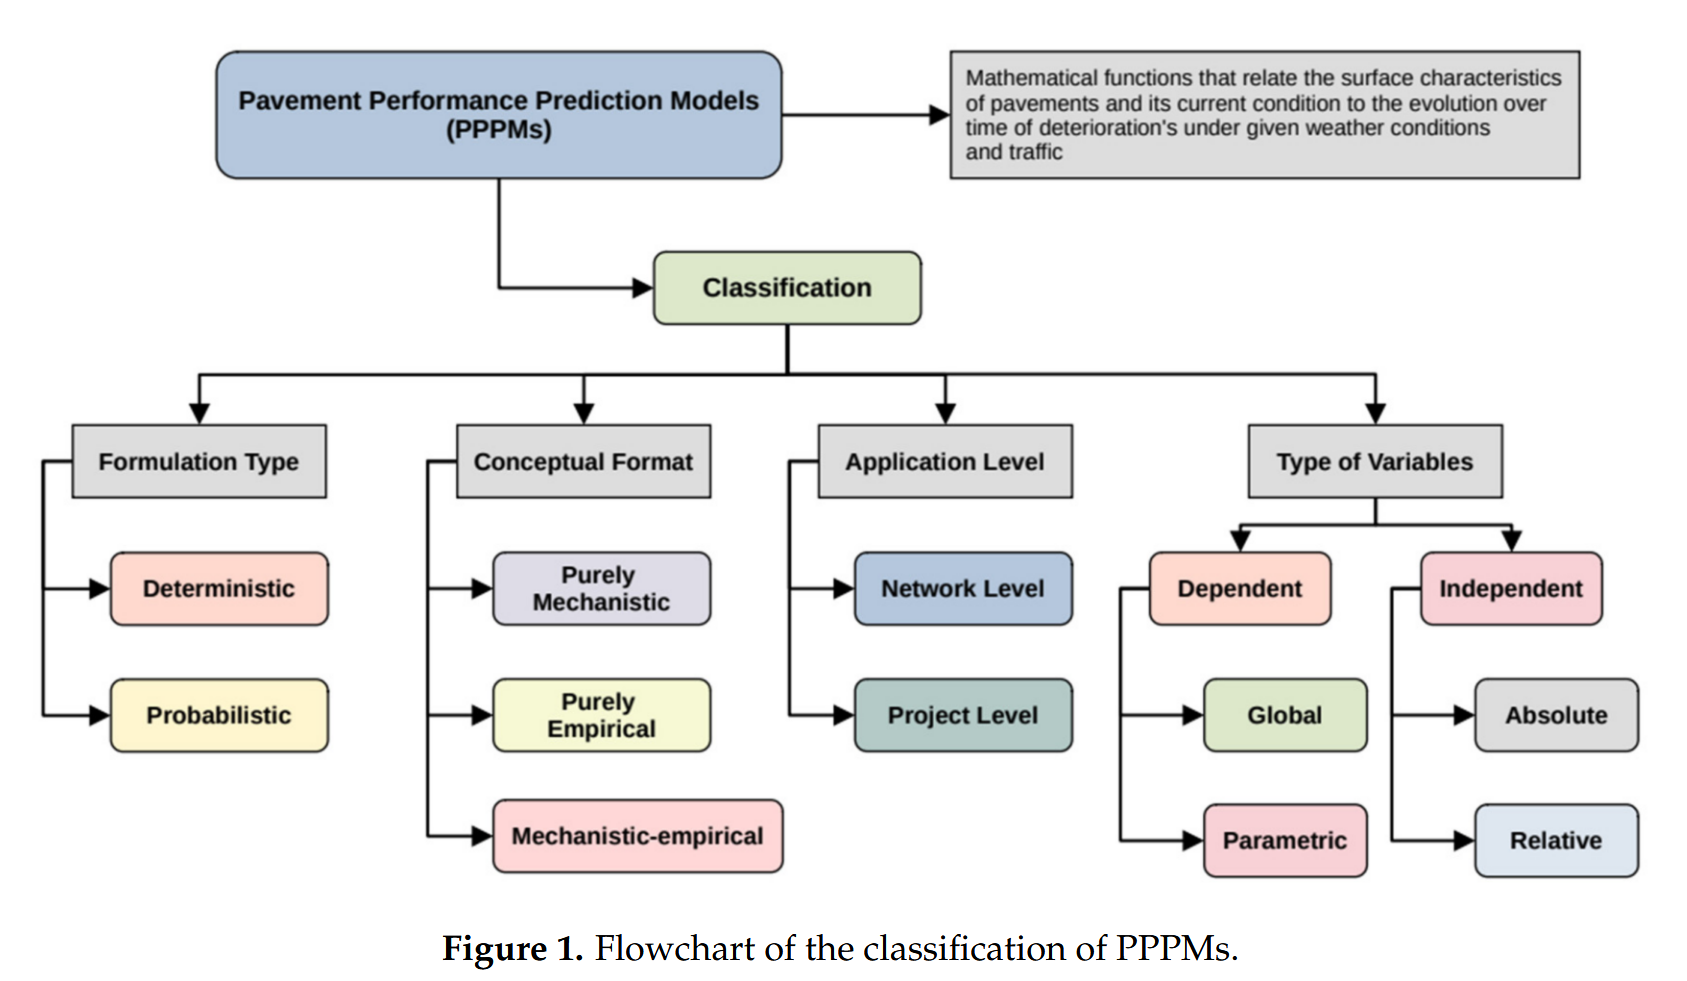 Pavement Performance Prediction Models
(PPPMs)
Mathematical functions that relate the surface characteristics
of pavements and its current condition to the evolution over
time of deterioration's under given weather conditions
and traffic
Classification
Formulation Type
Conceptual Format
Application Level
Type of Variables
Deterministic
Purely
Mechanistic
Network Level
Dependent
Independent
Probabilistic
Purely
Empirical
Project Level
Global
Absolute
Mechanistic-empirical
Parametric
Relative
Figure 1. Flowchart of the classification of PPPMs.